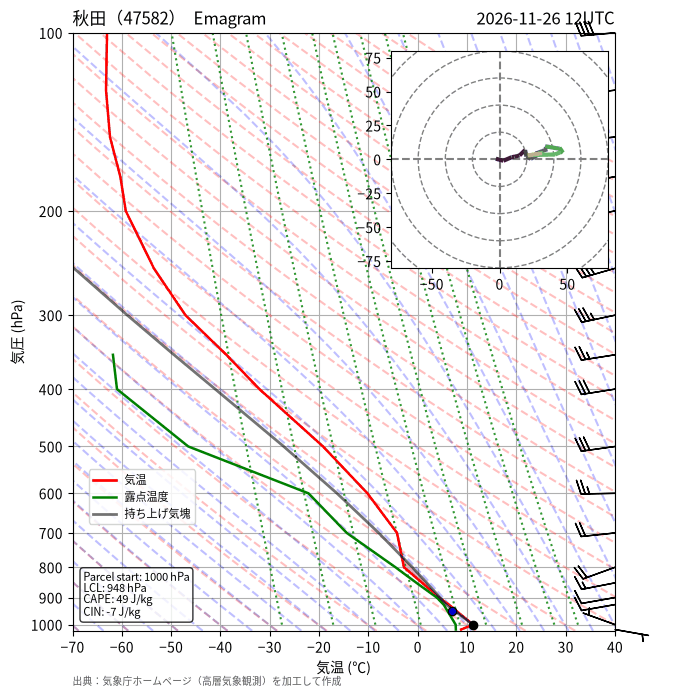 秋田（47582） Emagram
2026-11-26 12UTC
100
200
300
400
500
600
700
800
900
1000
気圧 (hPa)
75
50
25
0
−25
−50
−75
−50
0
50
気温
露点温度
持ち上げ気塊
Parcel start: 1000 hPa
LCL: 948 hPa
CAPE: 49 J/kg
CIN: -7 J/kg
−70
−60
−50
−40
−30
−20
−10
0
10
20
30
40
気温 (°C)
出典：気象庁ホームページ（高層気象観測）を加工して作成